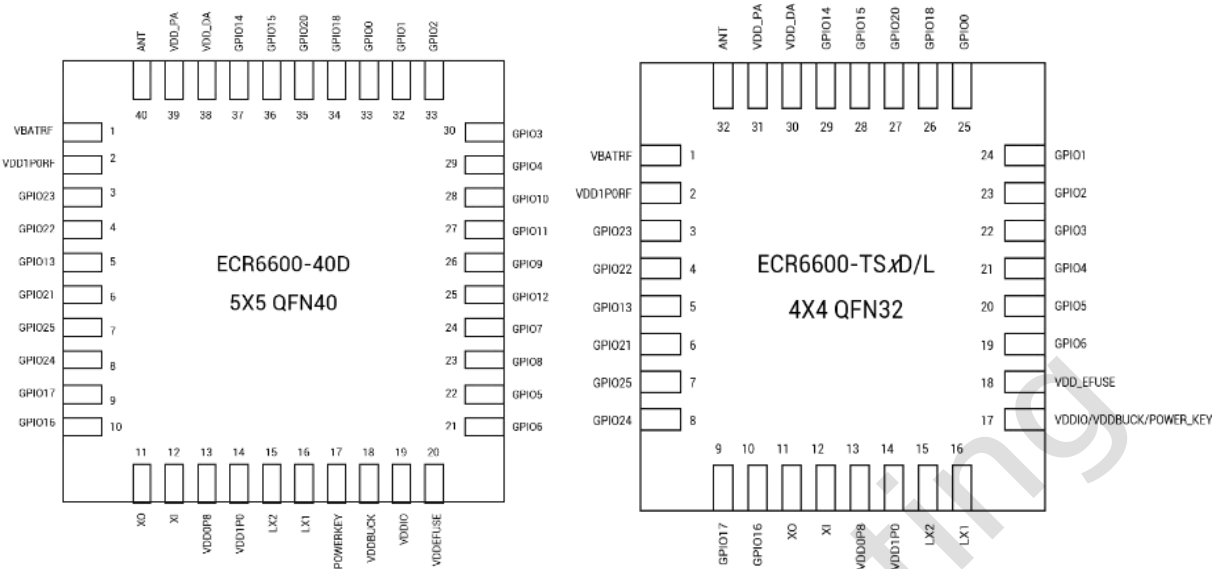 ANT VDD_PA VDD_DA GPIO14 GPIO15 GPIO20 GPIO18 GPIO0 GPIO1 GPIO2
40 39 38 37 36 35 34 33 32 33
VBATRF 1
VDD1P0RF 2
GPIO23 3
GPIO22 4
GPIO13 5
GPIO21 6
GPIO25 7
GPIO24 8
GPIO17 9
GPIO16 10
ECR6600-40D
5X5 QFN40
30 GPIO3
29 GPIO4
28 GPIO10
27 GPIO11
26 GPIO9
25 GPIO12
24 GPIO7
23 GPIO8
22 GPIO5
21 GPIO6
11 12 13 14 15 16 17 18 19 20
XO XI VDD0P8 VDD1P0 LX2 LX1 POWERKEY VDDBUCK VDDIO VDDEFUSE
ANT VDD_PA VDD_DA GPIO14 GPIO15 GPIO20 GPIO18 GPIO0
32 31 30 29 28 27 26 25
VBATRF 1
VDD1P0RF 2
GPIO23 3
GPIO22 4
GPIO13 5
GPIO21 6
GPIO25 7
GPIO24 8
ECR6600-TSxD/L
4X4 QFN32
24 GPIO1
23 GPIO2
22 GPIO3
21 GPIO4
20 GPIO5
19 GPIO6
18 VDD_EFUSE
17 VDDIO/VDDBUCK/POWER_KEY
9 10 11 12 13 14 15 16
GPIO17 GPIO16 XO XI VDD0P8 VDD1P0 LX2 LX1